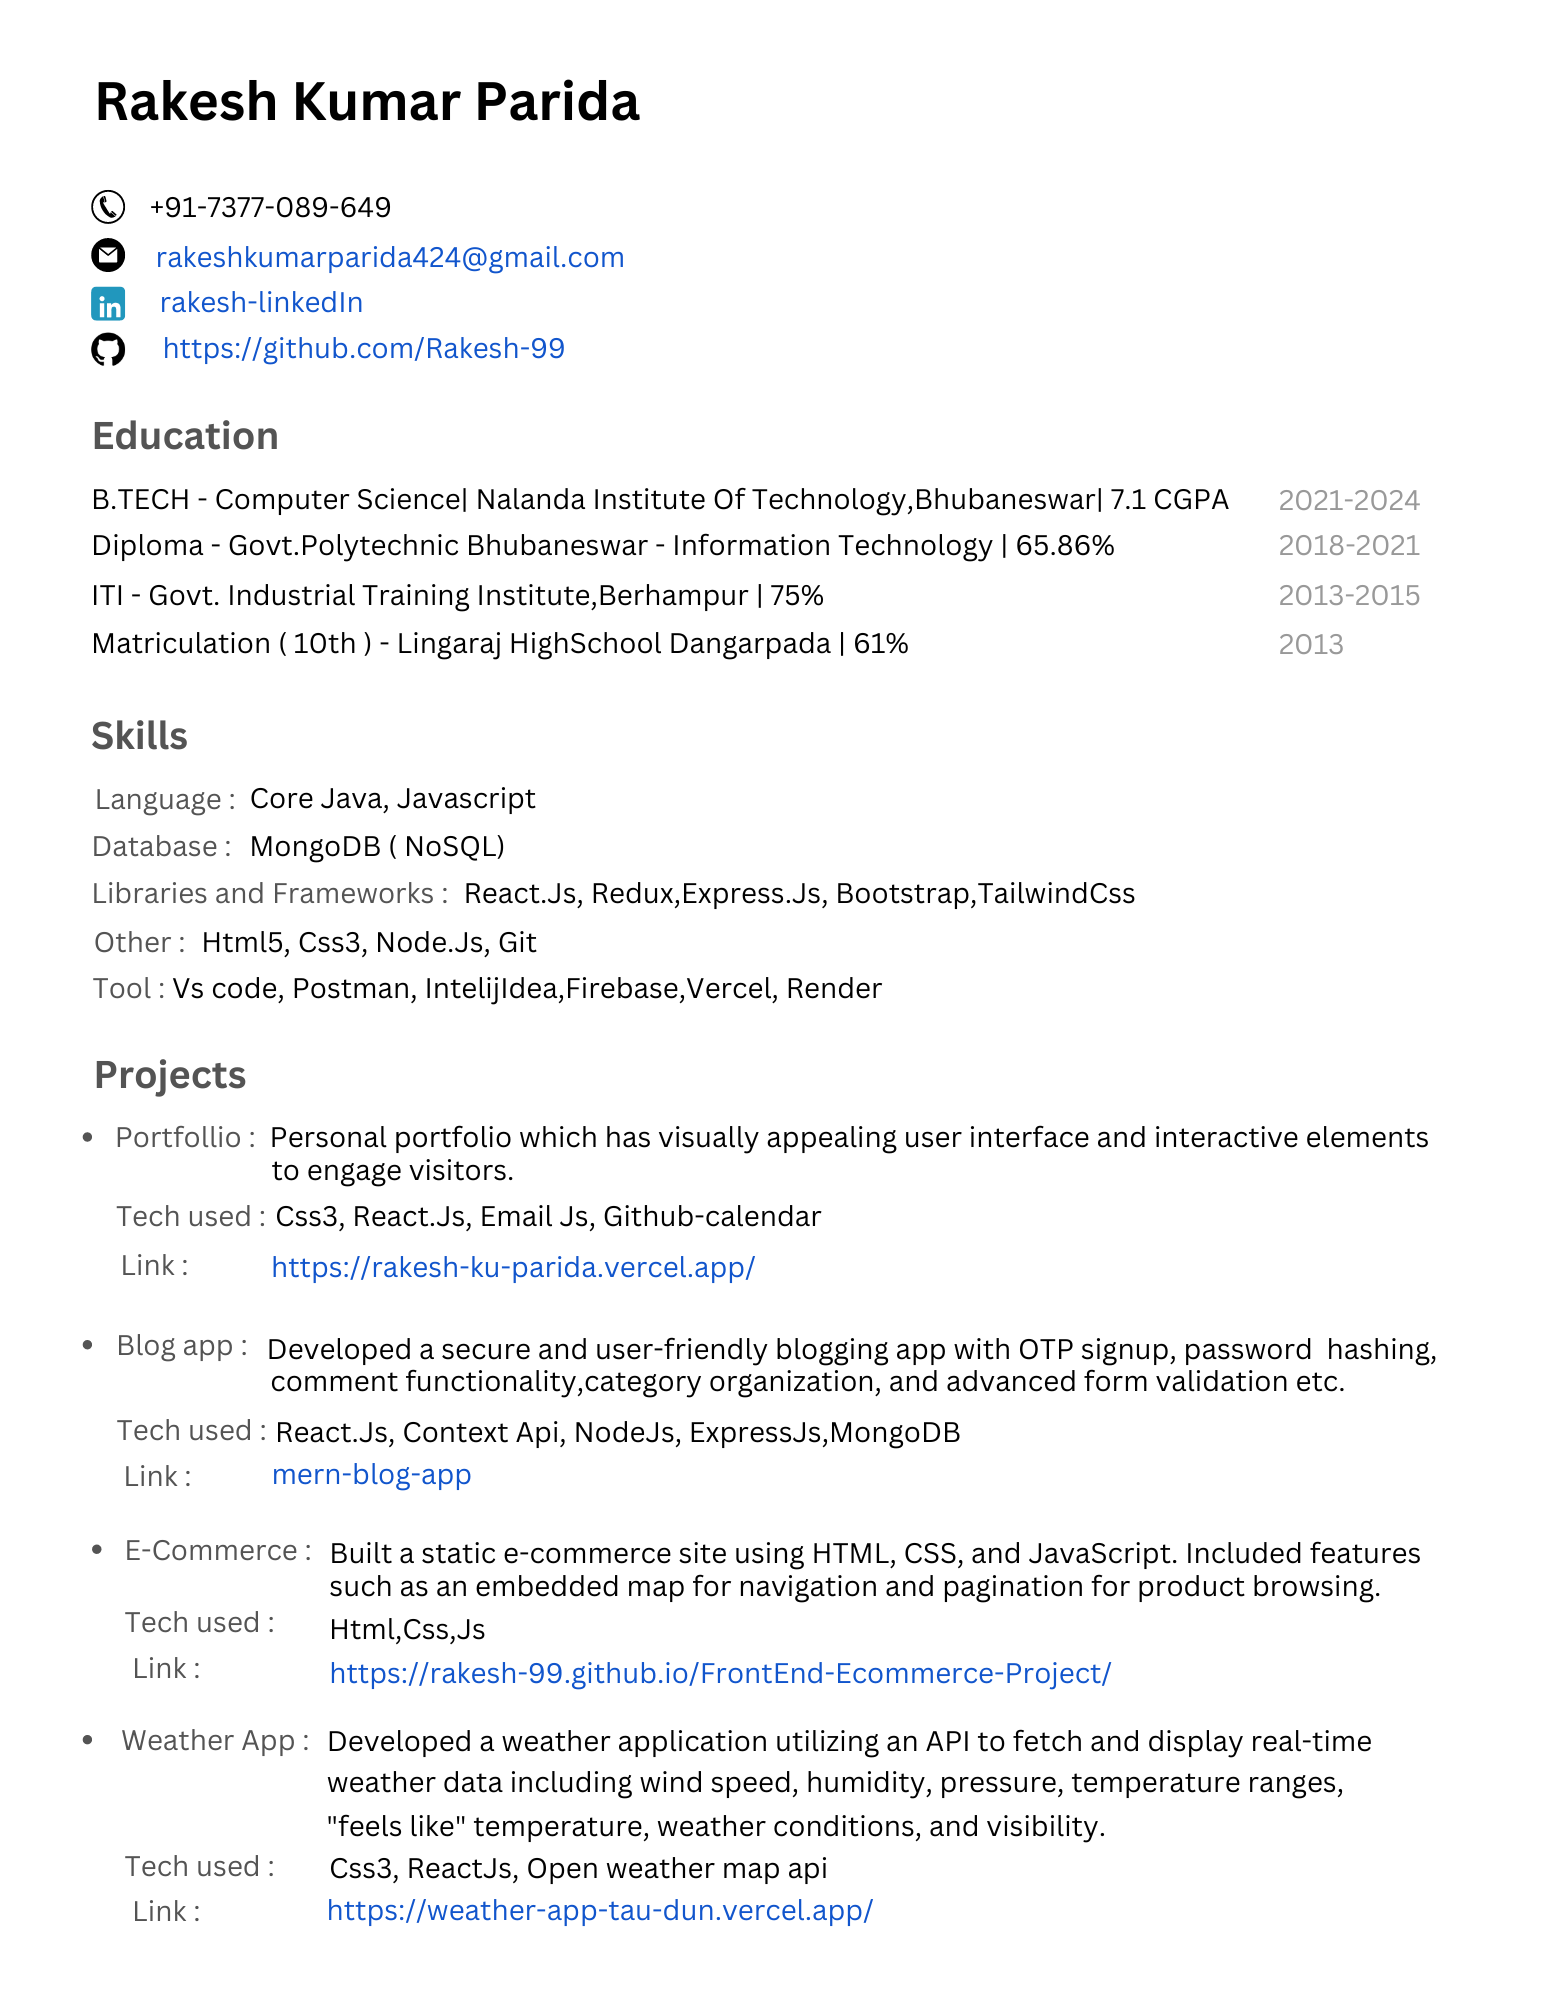 Rakesh Kumar Parida
+91-7377-089-649
rakeshkumarparida424@gmail.com
in rakesh-linkedIn
https://github.com/Rakesh-99
Education
B.TECH - Computer Science| Nalanda Institute Of Technology,Bhubaneswar| 7.1 CGPA 2021-2024
Diploma - Govt.Polytechnic Bhubaneswar - Information Technology | 65.86% 2018-2021
ITI - Govt. Industrial Training Institute,Berhampur | 75% 2013-2015
Matriculation ( 10th ) - Lingaraj HighSchool Dangarpada | 61% 2013
Skills
Language : Core Java, Javascript
Database : MongoDB ( NoSQL)
Libraries and Frameworks : React.Js, Redux,Express.Js, Bootstrap,TailwindCss
Other : Html5, Css3, Node.Js, Git
Tool : Vs code, Postman, IntelijIdea,Firebase,Vercel, Render
Projects
• Portfollio : Personal portfolio which has visually appealing user interface and interactive elements
to engage visitors.
Tech used : Css3, React.Js, Email Js, Github-calendar
Link : https://rakesh-ku-parida.vercel.app/
• Blog app : Developed a secure and user-friendly blogging app with OTP signup, password hashing,
comment functionality,category organization, and advanced form validation etc.
Tech used : React.Js, Context Api, NodeJs, ExpressJs,MongoDB
Link : mern-blog-app
• E-Commerce : Built a static e-commerce site using HTML, CSS, and JavaScript. Included features
such as an embedded map for navigation and pagination for product browsing.
Tech used : Html,Css,Js
Link : https://rakesh-99.github.io/FrontEnd-Ecommerce-Project/
• Weather App : Developed a weather application utilizing an API to fetch and display real-time
weather data including wind speed, humidity, pressure, temperature ranges,
"feels like" temperature, weather conditions, and visibility.
Tech used : Css3, ReactJs, Open weather map api
Link : https://weather-app-tau-dun.vercel.app/